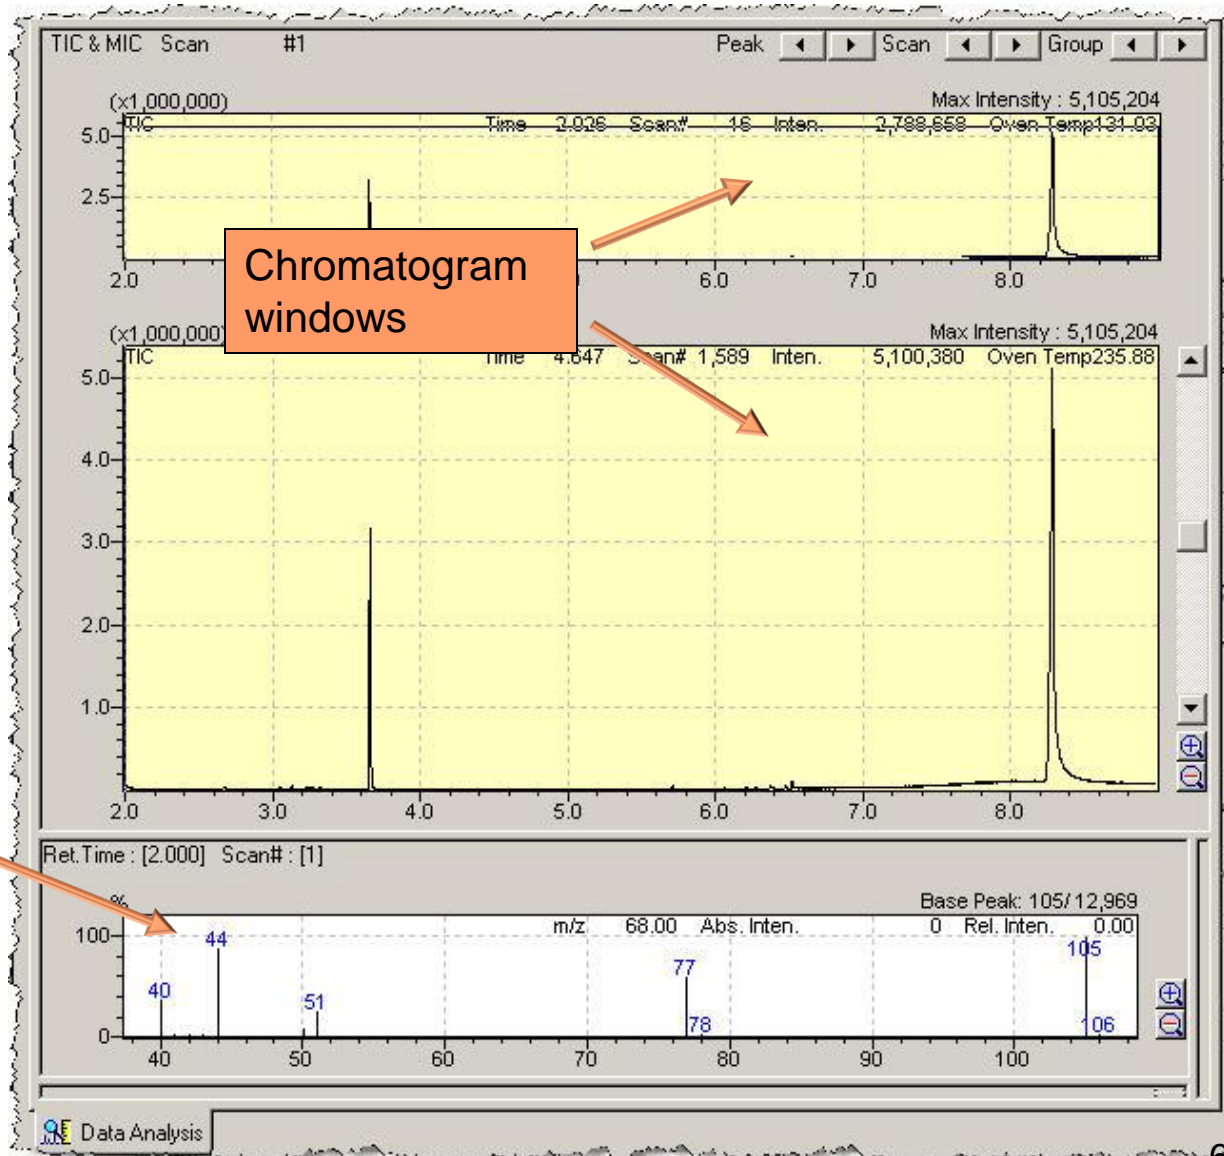 TIC & MIC Scan #1 Peak Scan Group
(x1,000,000) Max Intensity : 5,105,204
TIC Time 2.026 Scan# 16 Inten. 2,788,658 Oven Temp131.03
5.0
2.5
2.0 6.0 7.0 8.0
Chromatogram
windows
(x1,000,000) Max Intensity : 5,105,204
TIC Time 4.647 Scan# 1,589 Inten. 5,100,380 Oven Temp235.88
5.0
4.0
3.0
2.0
1.0
2.0 3.0 4.0 5.0 6.0 7.0 8.0
Ret.Time : [2.000] Scan# : [1]
% Base Peak: 105/ 12,969
m/z 68.00 Abs. Inten. 0 Rel. Inten. 0.00
100 44 105
77
40 51
78 106
0
40 50 60 70 80 90 100
Data Analysis